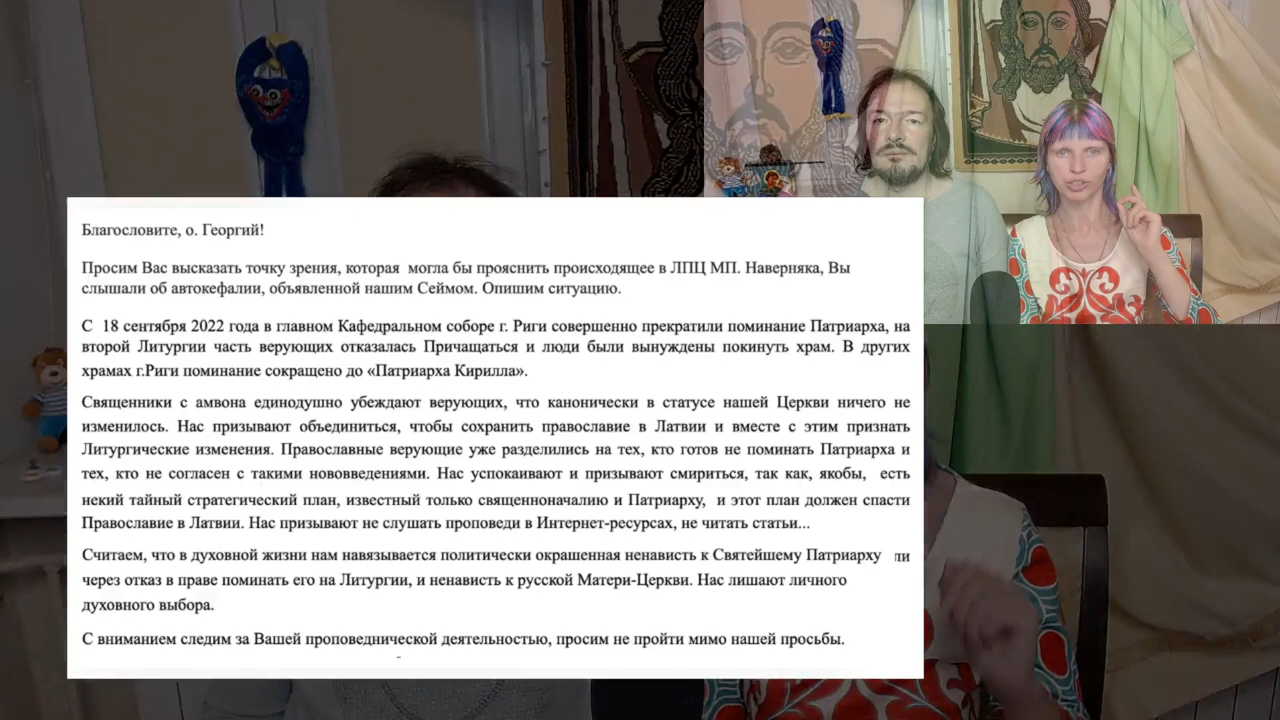 Благословите, о. Георгий!
Просим Вас высказать точку зрения, которая могла бы прояснить происходящее в ЛПЦ МП. Наверняка, Вы
слышали об автокефалии, объявленной нашим Сеймом. Опишим ситуацию.
С 18 сентября 2022 года в главном Кафедральном соборе г. Риги совершенно прекратили поминание Патриарха, на
второй Литургии часть верующих отказалась Причащаться и люди были вынуждены покинуть храм. В других
храмах г.Риги поминание сокращено до «Патриарха Кирилла».
Священники с амвона единодушно убеждают верующих, что канонически в статусе нашей Церкви ничего не
изменилось. Нас призывают объединиться, чтобы сохранить православие в Латвии и вместе с этим признать
Литургические изменения. Православные верующие уже разделились на тех, кто готов не поминать Патриарха и
тех, кто не согласен с такими нововведениями. Нас успокаивают и призывают смириться, так как, якобы, есть
некий тайный стратегический план, известный только священноначалию и Патриарху, и этот план должен спасти
Православие в Латвии. Нас призывают не слушать проповеди в Интернет-ресурсах, не читать статьи...
Считаем, что в духовной жизни нам навязывается политически окрашенная ненависть к Святейшему Патриарху ли
через отказ в праве поминать его на Литургии, и ненависть к русской Матери-Церкви. Нас лишают личного
духовного выбора.
С вниманием следим за Вашей проповеднической деятельностью, просим не пройти мимо нашей просьбы.